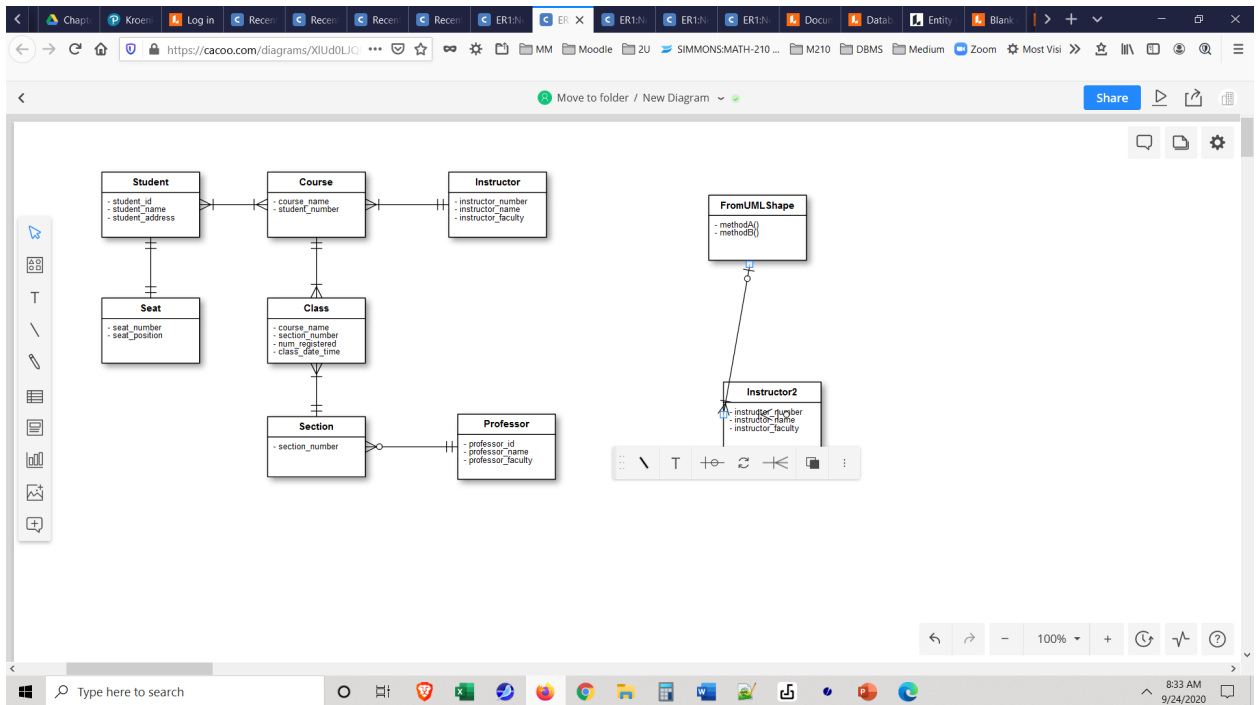 Chapt
Kroenl
Log in
Recen
Recen
Recen
Recen
ER1:N
ER
ER1:N
ER1:N
ER1:N
Docun
Datab
Entity
Blank
https://cacoo.com/diagrams/XlUd0LJQ
MM
Moodle
2U
SIMMONS:MATH-210 ...
M210
DBMS
Medium
Zoom
Most Visi
Move to folder / New Diagram
Share
Student
- student_id
- student_name
- student_address
Course
- course_name
- student_number
Instructor
- instructor_number
- instructor_name
- instructor_faculty
FromUMLShape
- methodA()
- methodB()
Seat
- seat_number
- seat_position
Class
- course_name
- section_number
- num_registered
- class_date_time
Instructor2
- instructor_number
- instructor_name
- instructor_faculty
Section
- section_number
Professor
- professor_id
- professor_name
- professor_faculty
T
T
100%
Type here to search
8:33 AM
9/24/2020